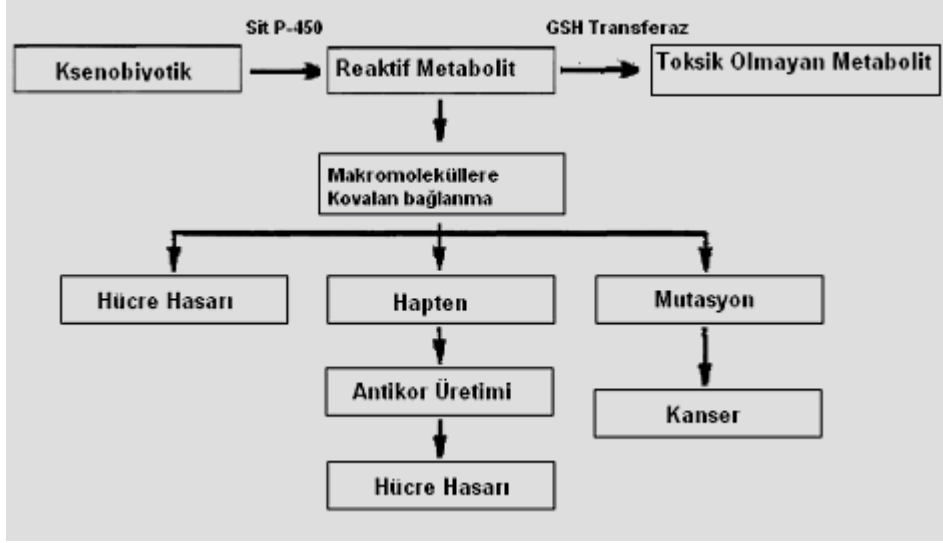 Sit P-450
GSH Transferaz
Ksenobiyotik
Reaktif Metabolit
Toksik Olmayan Metabolit
Makromoleküllere
Kovalan bağlanma
Hücre Hasarı
Hapten
Mutasyon
Antikor Üretimi
Kanser
Hücre Hasarı